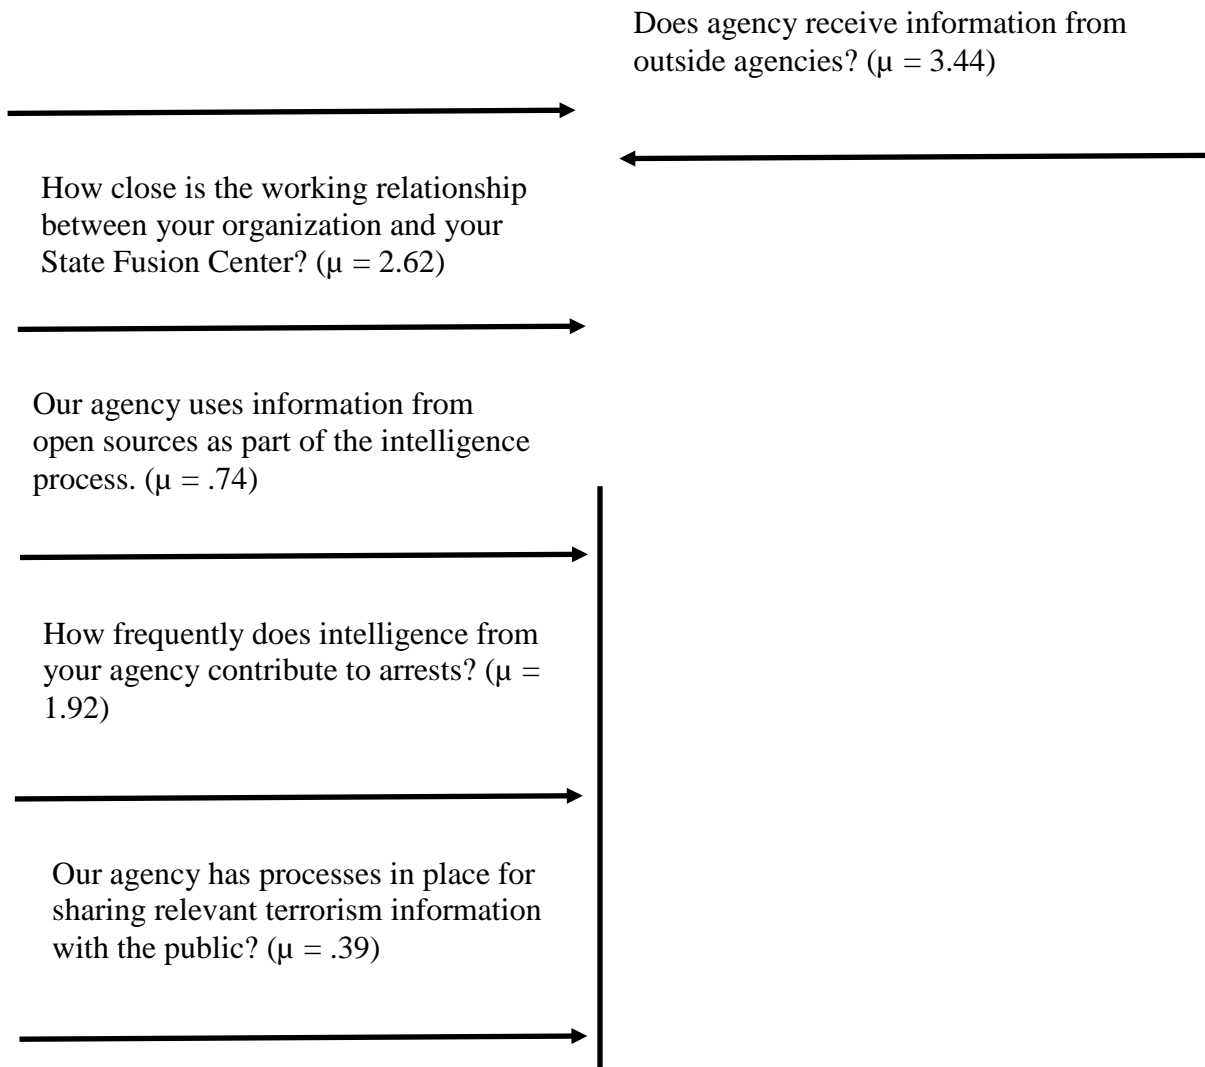 Does agency receive information from
outside agencies? (μ = 3.44)
How close is the working relationship
between your organization and your
State Fusion Center? (μ = 2.62)
Our agency uses information from
open sources as part of the intelligence
process. (μ = .74)
How frequently does intelligence from
your agency contribute to arrests? (μ =
1.92)
Our agency has processes in place for
sharing relevant terrorism information
with the public? (μ = .39)